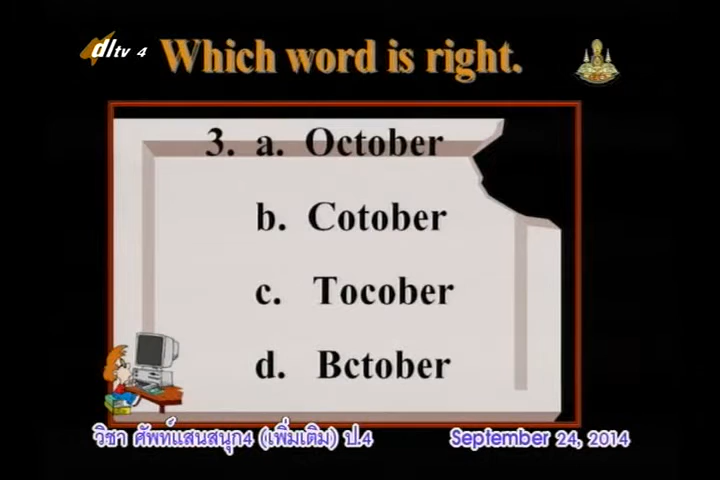 dltv 4
Which word is right.
3. a. October
b. Cotober
c. Tocober
d. Bctober
วิชา ศัพท์แสนสนุก4 (เพิ่มเติม) ป.4
September 24, 2014